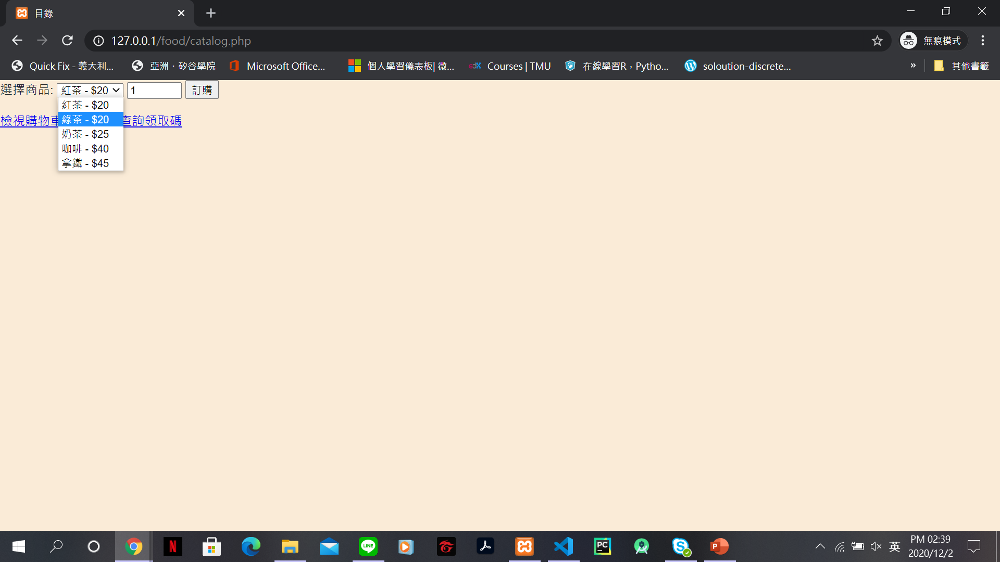 目錄
127.0.0.1/food/catalog.php
無痕模式
Quick Fix - 義大利...
亞洲 · 矽谷學院
Microsoft Office...
個人學習儀表板| 微...
Courses | TMU
在線學習R，Pytho...
soloution-discrete...
»
其他書籤
選擇商品: 紅茶 - $20 1 訂購
紅茶 - $20
綠茶 - $20
奶茶 - $25
咖啡 - $40
拿鐵 - $45
檢視購物車 查詢領取碼
LINE
PC
英
PM 02:39
2020/12/2